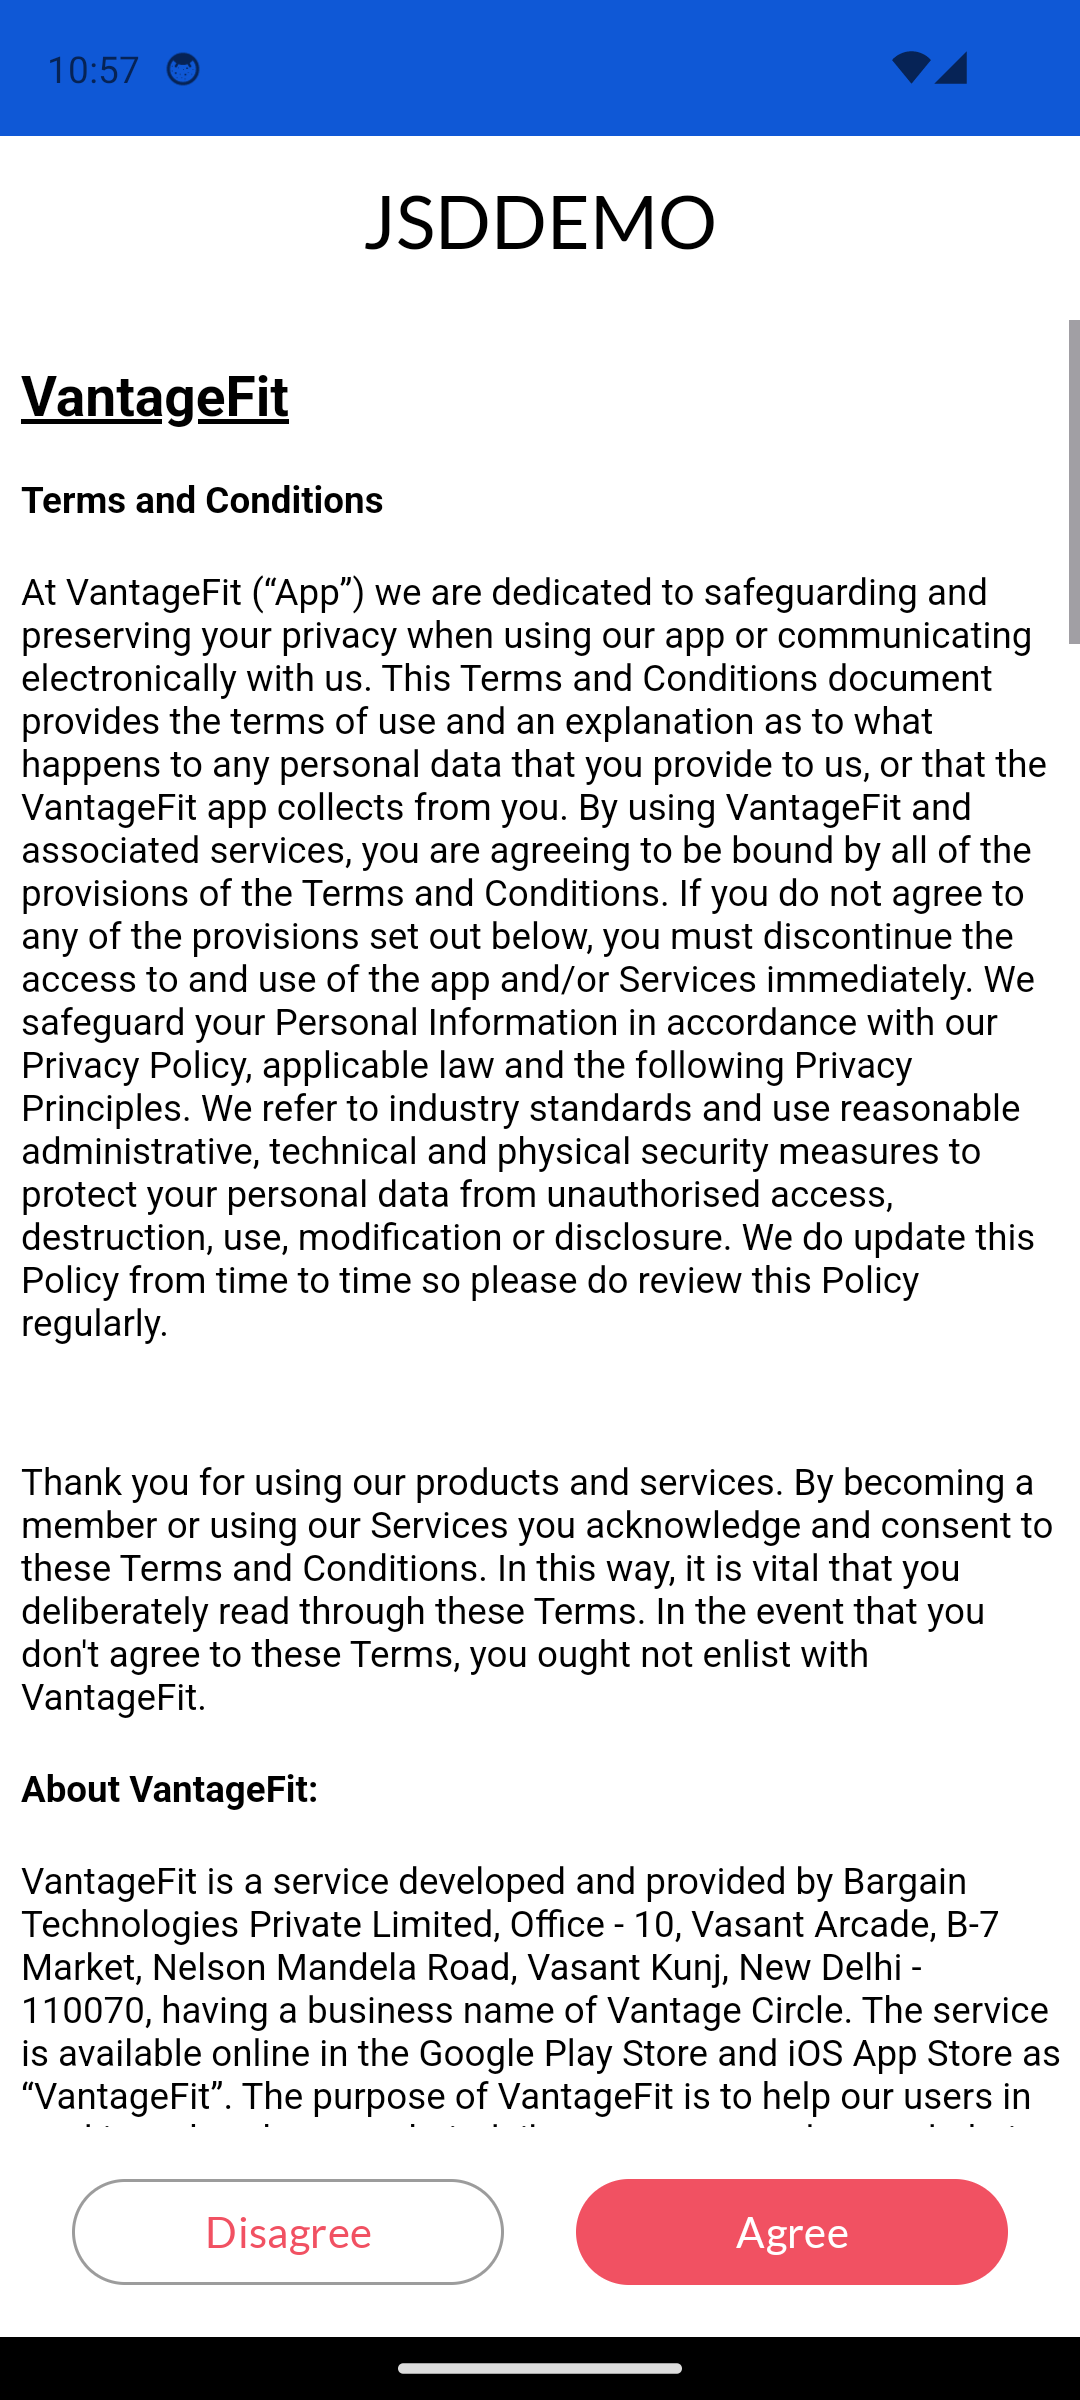 10:57
JSDDEMO
VantageFit
Terms and Conditions
At VantageFit (“App”) we are dedicated to safeguarding and
preserving your privacy when using our app or communicating
electronically with us. This Terms and Conditions document
provides the terms of use and an explanation as to what
happens to any personal data that you provide to us, or that the
VantageFit app collects from you. By using VantageFit and
associated services, you are agreeing to be bound by all of the
provisions of the Terms and Conditions. If you do not agree to
any of the provisions set out below, you must discontinue the
access to and use of the app and/or Services immediately. We
safeguard your Personal Information in accordance with our
Privacy Policy, applicable law and the following Privacy
Principles. We refer to industry standards and use reasonable
administrative, technical and physical security measures to
protect your personal data from unauthorised access,
destruction, use, modification or disclosure. We do update this
Policy from time to time so please do review this Policy
regularly.
Thank you for using our products and services. By becoming a
member or using our Services you acknowledge and consent to
these Terms and Conditions. In this way, it is vital that you
deliberately read through these Terms. In the event that you
don't agree to these Terms, you ought not enlist with
VantageFit.
About VantageFit:
VantageFit is a service developed and provided by Bargain
Technologies Private Limited, Office - 10, Vasant Arcade, B-7
Market, Nelson Mandela Road, Vasant Kunj, New Delhi -
110070, having a business name of Vantage Circle. The service
is available online in the Google Play Store and iOS App Store as
“VantageFit”. The purpose of VantageFit is to help our users in
Disagree
Agree